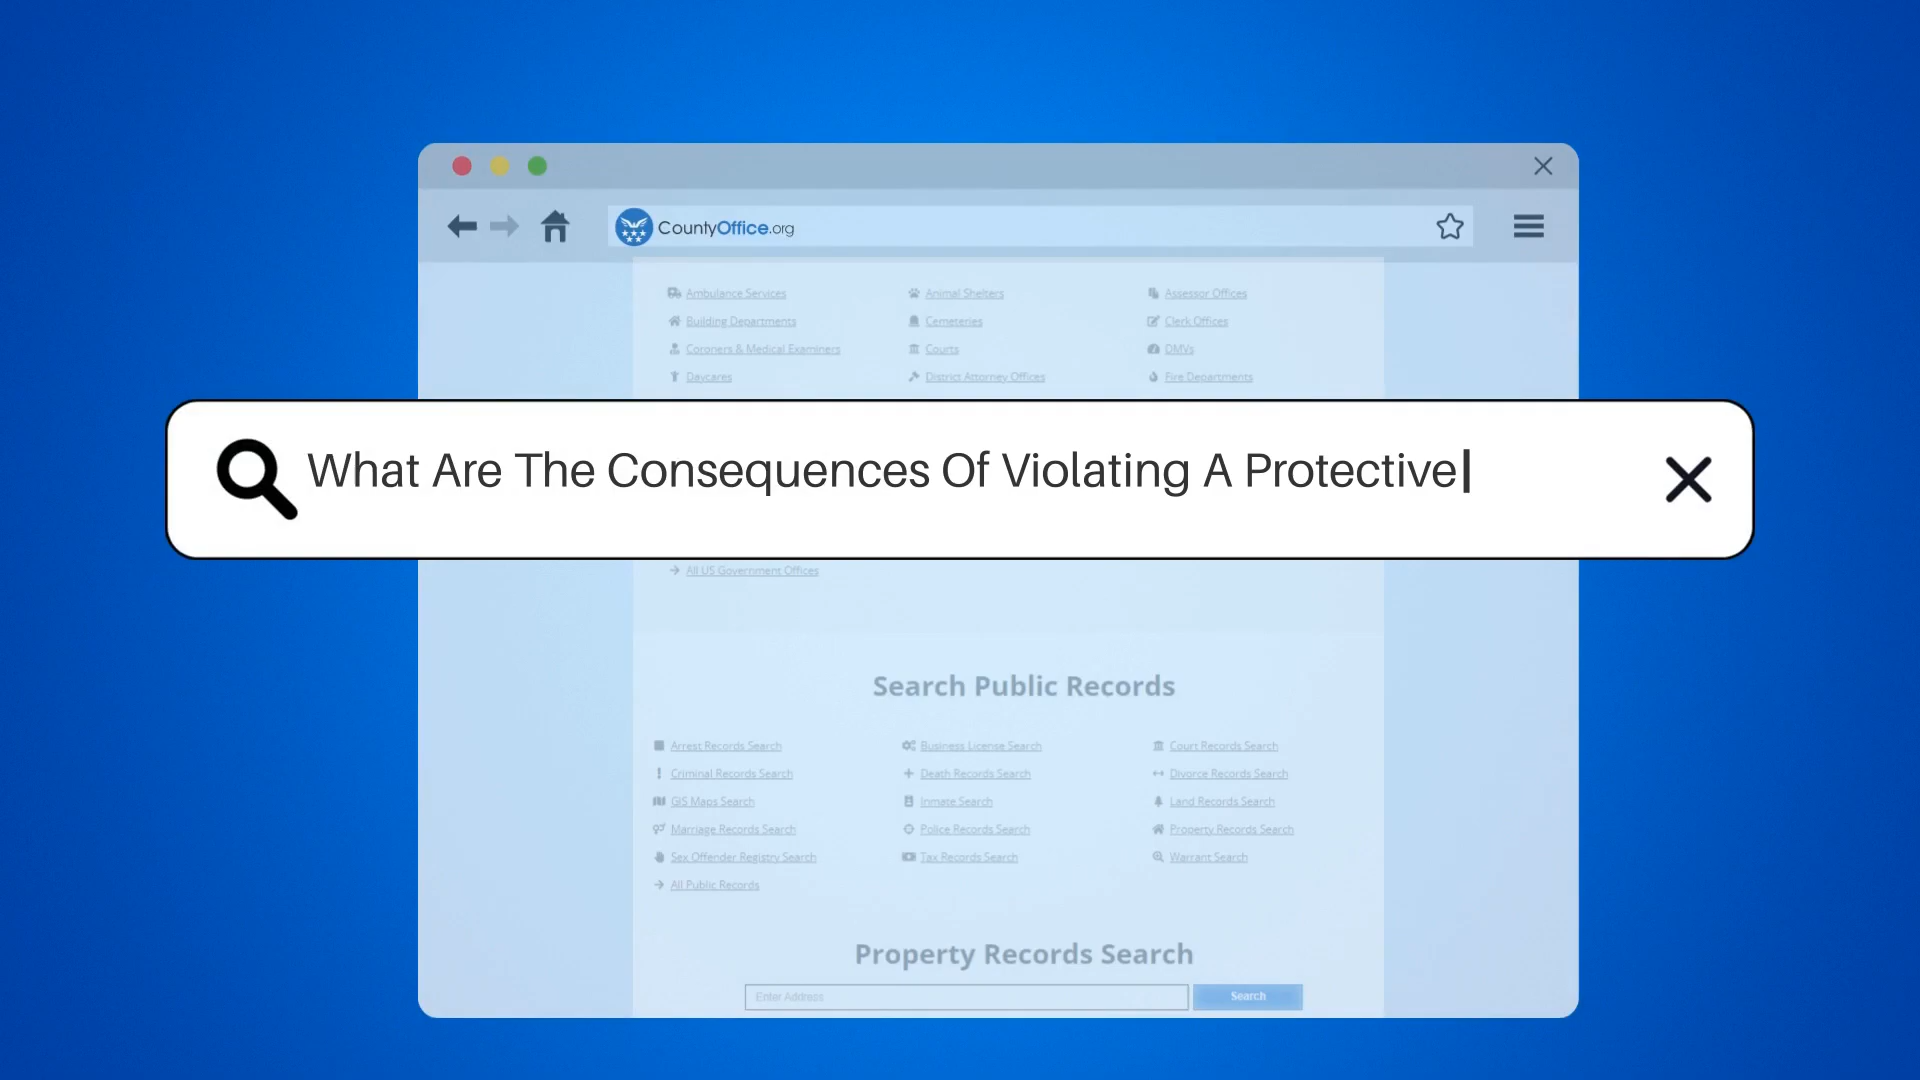 CountyOffice.org
Ambulance Services Animal Shelters Assessor Offices
Building Departments Cemeteries Clerk Offices
Coroners & Medical Examiners Courts DMVs
Daycares District Attorney Offices Fire Departments
What Are The Consequences Of Violating A Protective
All US Government Offices
Search Public Records
Arrest Records Search Business License Search Court Records Search
Criminal Records Search Death Records Search Divorce Records Search
GIS Maps Search Inmate Search Land Records Search
Marriage Records Search Police Records Search Property Records Search
Sex Offender Registry Search Tax Records Search Warrant Search
All Public Records
Property Records Search
Enter Address Search